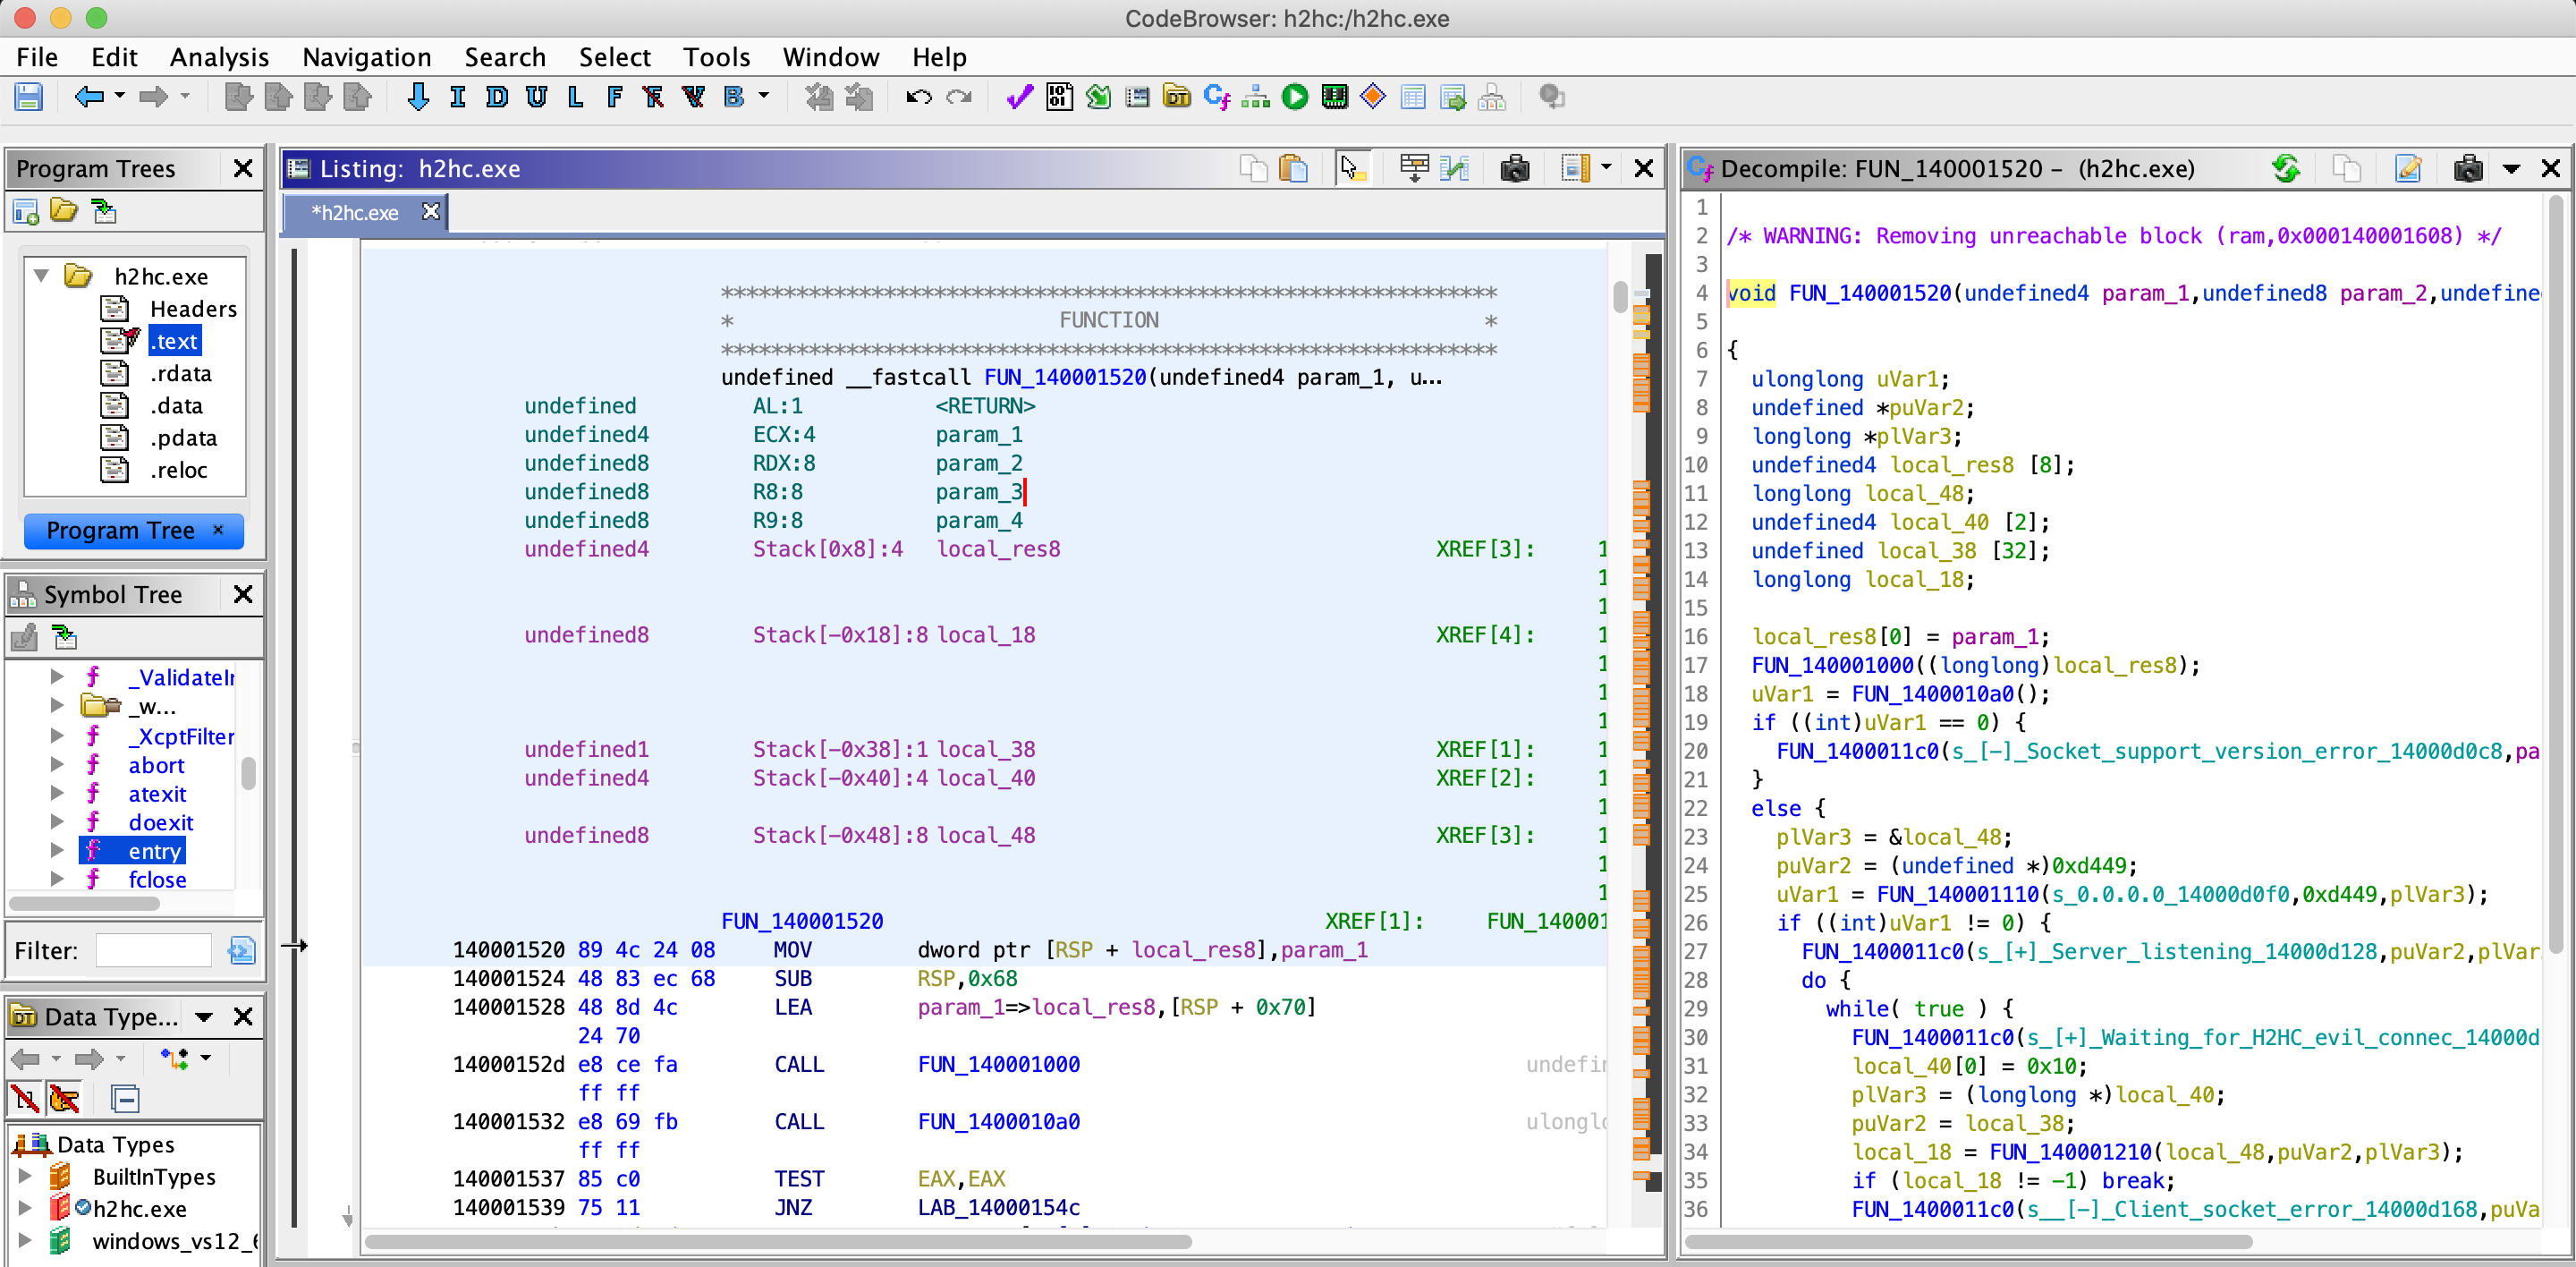 CodeBrowser: h2hc:/h2hc.exe
File Edit Analysis Navigation Search Select Tools Window Help
I D U L F B
Program Trees
h2hc.exe
Headers
.text
.rdata
.data
.pdata
.reloc
Program Tree ×
Symbol Tree
_ValidateI
_w...
_XcptFilter
abort
atexit
doexit
entry
fclose
Filter:
Data Type...
Data Types
BuiltInTypes
h2hc.exe
windows_vs12_6
Listing: h2hc.exe
*h2hc.exe
**************************************************************
* FUNCTION *
**************************************************************
undefined __fastcall FUN_140001520(undefined4 param_1, u...
undefined AL:1 <RETURN>
undefined4 ECX:4 param_1
undefined8 RDX:8 param_2
undefined8 R8:8 param_3
undefined8 R9:8 param_4
undefined4 Stack[0x8]:4 local_res8 XREF[3]: 1
1
1
undefined8 Stack[-0x18]:8 local_18 XREF[4]: 1
1
1
1
undefined1 Stack[-0x38]:1 local_38 XREF[1]: 1
undefined4 Stack[-0x40]:4 local_40 XREF[2]: 1
1
undefined8 Stack[-0x48]:8 local_48 XREF[3]: 1
1
1
FUN_140001520 XREF[1]: FUN_140001
140001520 89 4c 24 08 MOV dword ptr [RSP + local_res8],param_1
140001524 48 83 ec 68 SUB RSP,0x68
140001528 48 8d 4c LEA param_1=>local_res8,[RSP + 0x70]
24 70
14000152d e8 ce fa CALL FUN_140001000 undefin
ff ff
140001532 e8 69 fb CALL FUN_1400010a0 ulonglo
ff ff
140001537 85 c0 TEST EAX,EAX
140001539 75 11 JNZ LAB_14000154c
Decompile: FUN_140001520 - (h2hc.exe)
1
2 /* WARNING: Removing unreachable block (ram,0x000140001608) */
3
4 void FUN_140001520(undefined4 param_1,undefined8 param_2,undefine
5
6 {
7 ulonglong uVar1;
8 undefined *puVar2;
9 longlong *plVar3;
10 undefined4 local_res8 [8];
11 longlong local_48;
12 undefined4 local_40 [2];
13 undefined local_38 [32];
14 longlong local_18;
15
16 local_res8[0] = param_1;
17 FUN_140001000((longlong)local_res8);
18 uVar1 = FUN_1400010a0();
19 if ((int)uVar1 == 0) {
20 FUN_1400011c0(s_[-]_Socket_support_version_error_14000d0c8,pa
21 }
22 else {
23 plVar3 = &local_48;
24 puVar2 = (undefined *)0xd449;
25 uVar1 = FUN_140001110(s_0.0.0.0_14000d0f0,0xd449,plVar3);
26 if ((int)uVar1 != 0) {
27 FUN_1400011c0(s_[+]_Server_listening_14000d128,puVar2,plVar
28 do {
29 while( true ) {
30 FUN_1400011c0(s_[+]_Waiting_for_H2HC_evil_connec_14000d
31 local_40[0] = 0x10;
32 plVar3 = (longlong *)local_40;
33 puVar2 = local_38;
34 local_18 = FUN_140001210(local_48,puVar2,plVar3);
35 if (local_18 != -1) break;
36 FUN_1400011c0(s__[-]_Client_socket_error_14000d168,puVa